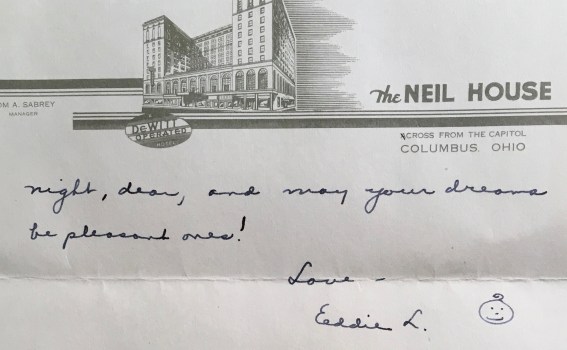 The NEIL HOUSE
OM A. SABREY
MANAGER
DeWITT
OPERATED
HOTEL
ACROSS FROM THE CAPITOL
COLUMBUS, OHIO
night, dear, and may your dreams
be pleasant ones!
Love -
Eddie L.